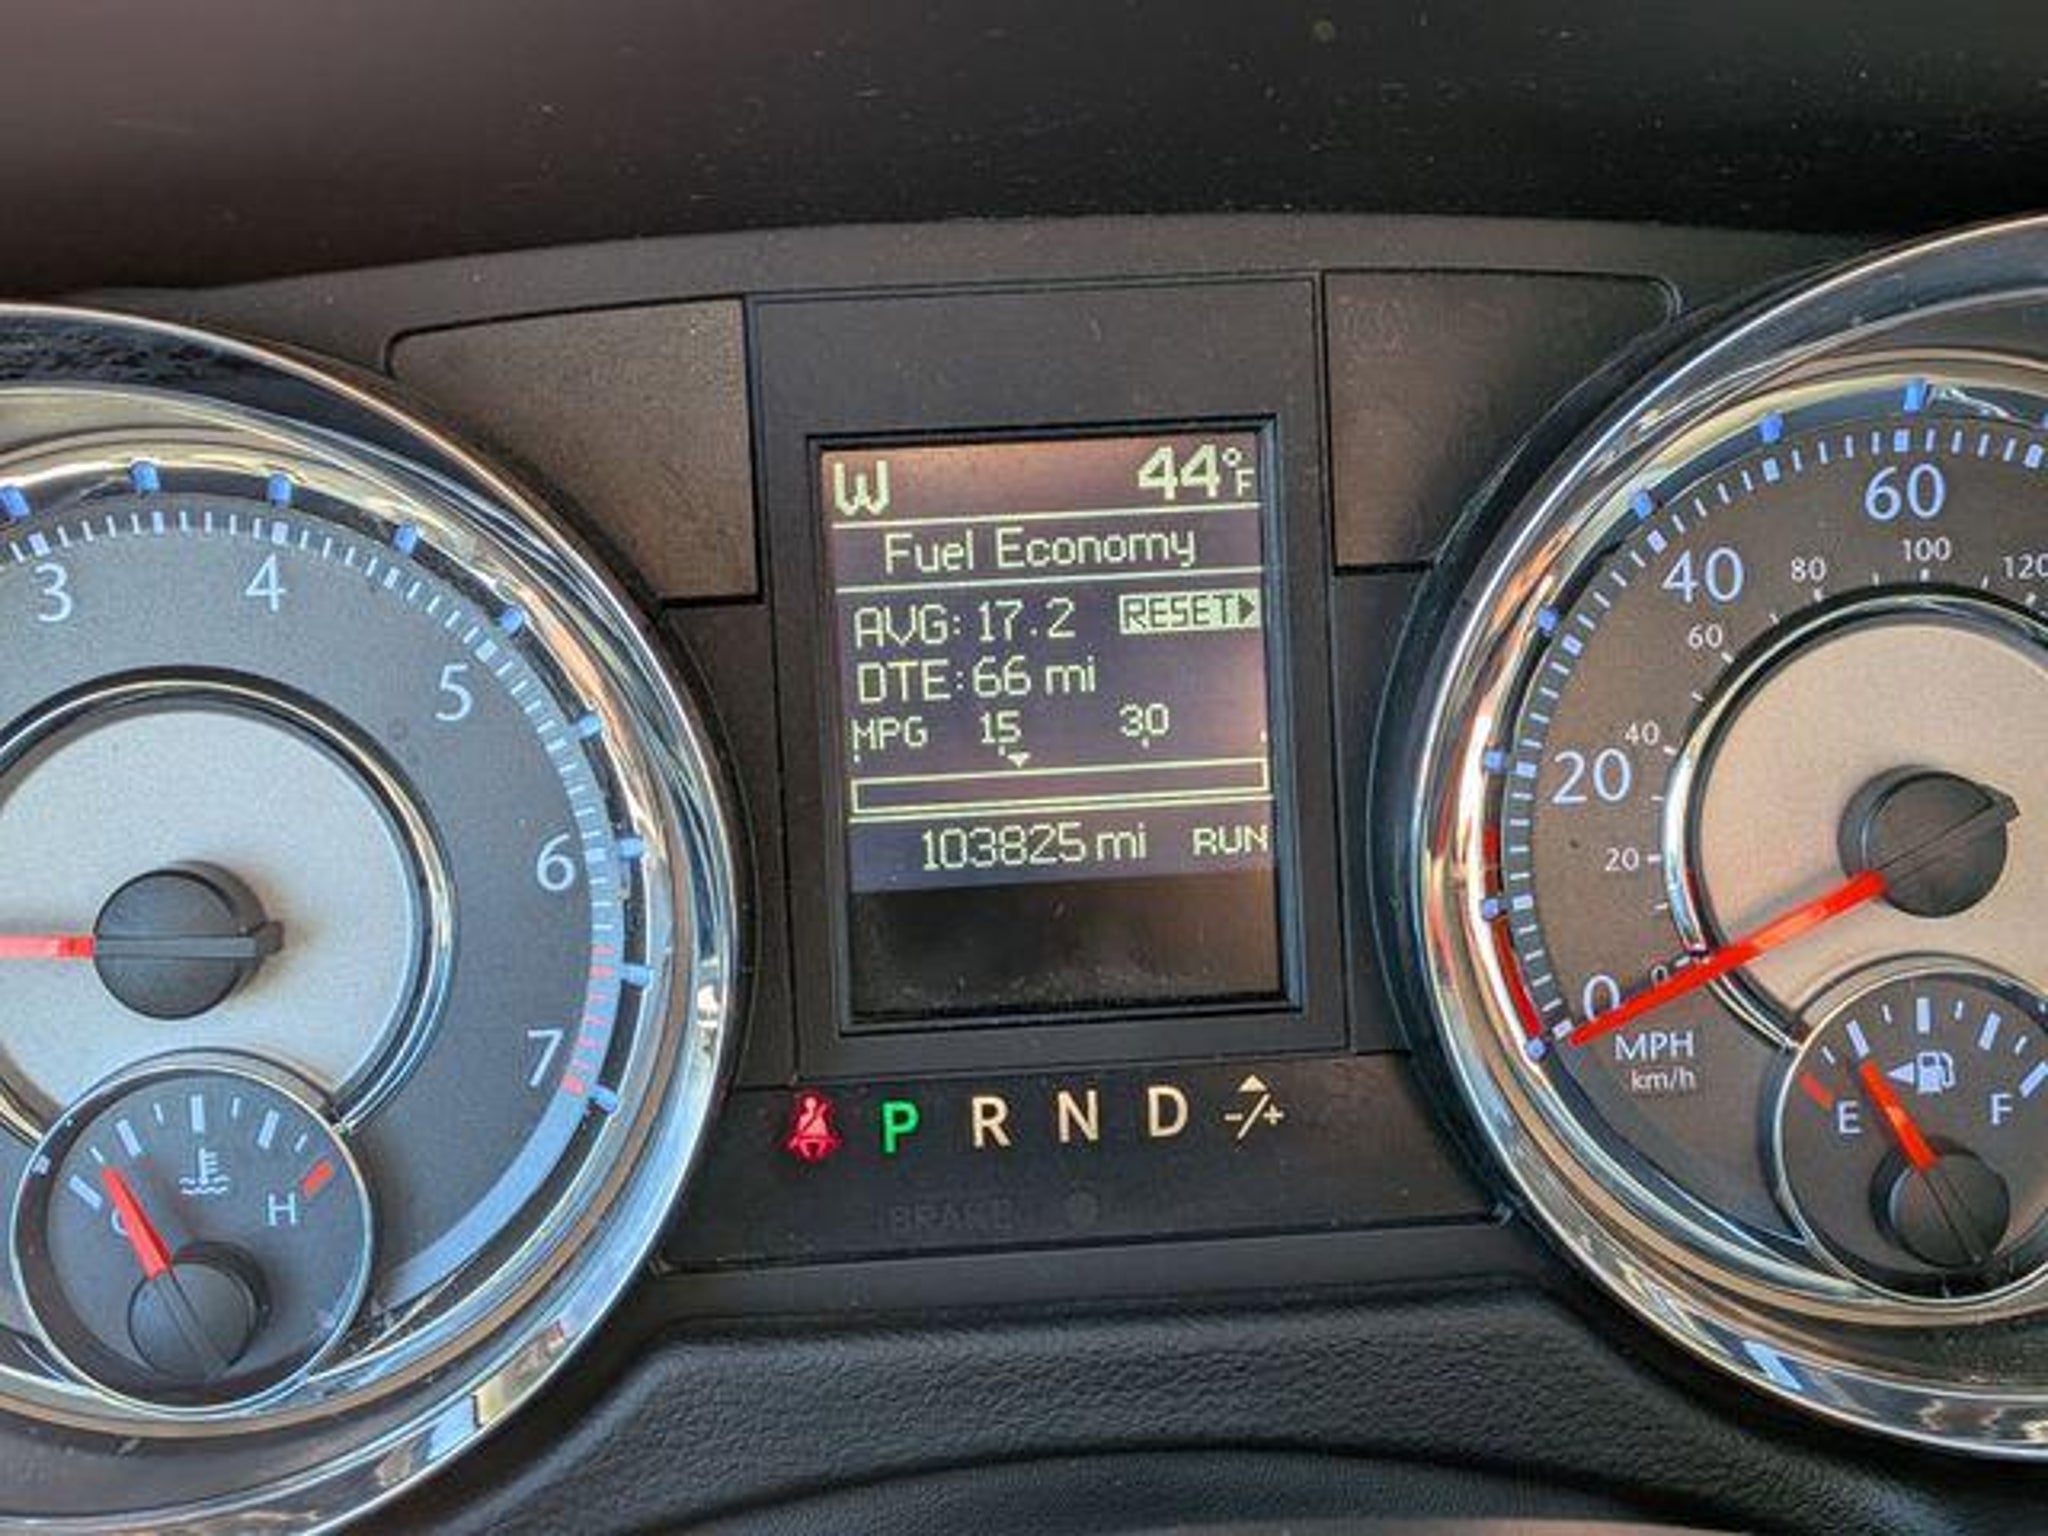 W 44°F
Fuel Economy
AVG: 17.2 RESET
DTE: 66 mi
MPG 15 30
103825 mi RUN
P R N D -/+
BRAKE
3
4
5
6
7
H
60
40
20
0
MPH
km/h
120
100
80
60
40
20
0
E F